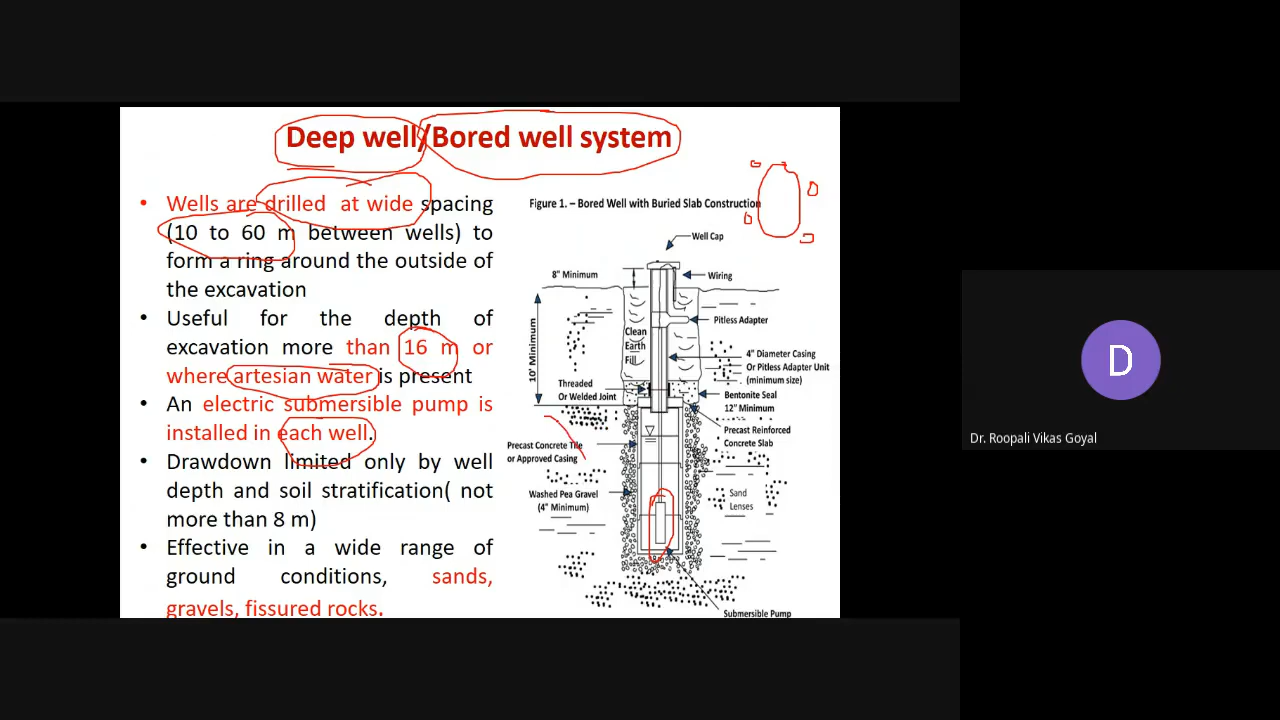 Deep well/Bored well system
• Wells are drilled at wide spacing
(10 to 60 m between wells) to
form a ring around the outside of
the excavation
• Useful for the depth of
excavation more than 16 m or
where artesian water is present
• An electric submersible pump is
installed in each well.
• Drawdown limited only by well
depth and soil stratification( not
more than 8 m)
• Effective in a wide range of
ground conditions, sands,
gravels, fissured rocks.
Figure 1. – Bored Well with Buried Slab Construction
Well Cap
8" Minimum
Wiring
Pitless Adapter
10' Minimum
Clean
Earth
Fill
4" Diameter Casing
Or Pitless Adapter Unit
(minimum size)
Threaded
Or Welded Joint
Bentonite Seal
12" Minimum
Precast Reinforced
Concrete Slab
Precast Concrete Tile
or Approved Casing
Washed Pea Gravel
(4" Minimum)
Sand
Lenses
Submersible Pump
D
Dr. Roopali Vikas Goyal